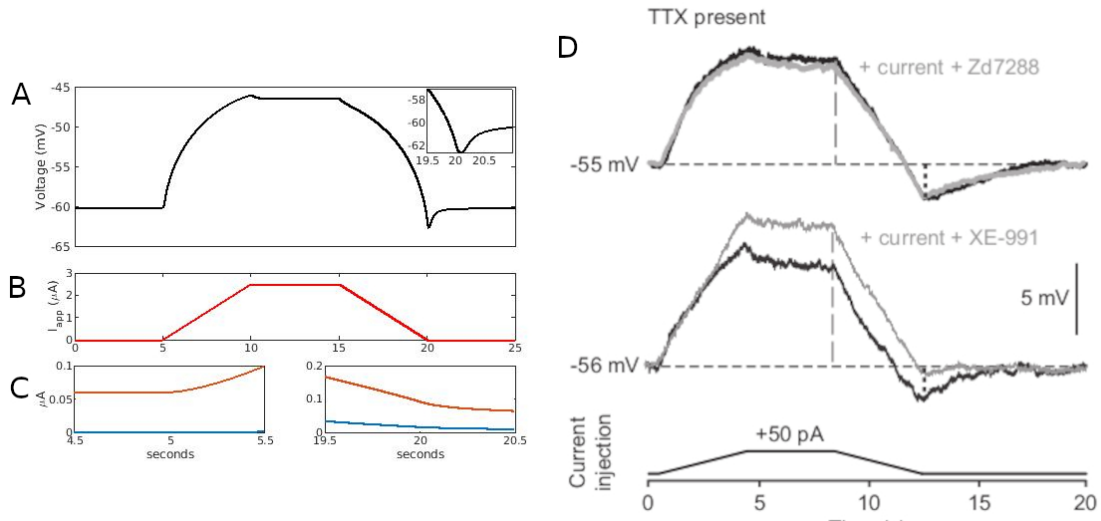 A
Voltage (mV)
-45
-50
-55
-60
-65
-58
-60
-62
19.5 20 20.5
B
I_app (μA)
3
2
1
0
0 5 10 15 20 25
C
μA
0.1
0.05
0
4.5 5 5.5
seconds
0.2
0.1
0
19.5 20 20.5
seconds
D
TTX present
+ current + Zd7288
-55 mV
+ current + XE-991
5 mV
-56 mV
Current
injection
+50 pA
0 5 10 15 20